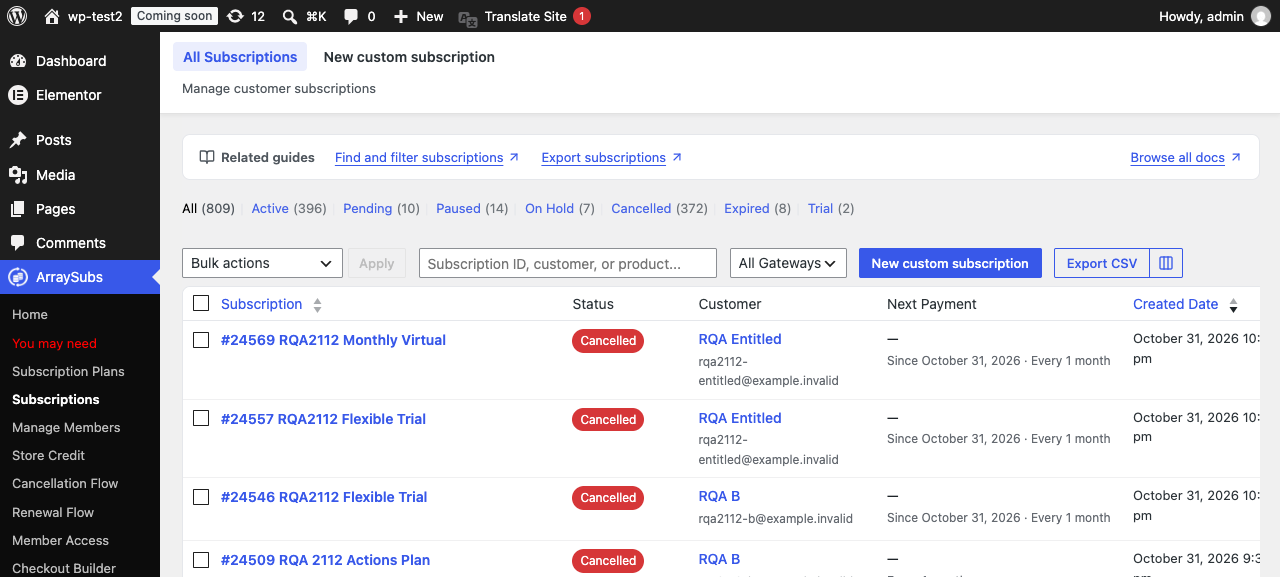 wp-test2 Coming soon 12 ⌘K 0 New Translate Site 1 Howdy, admin
Dashboard
Elementor
Posts
Media
Pages
Comments
ArraySubs
Home
You may need
Subscription Plans
Subscriptions
Manage Members
Store Credit
Cancellation Flow
Renewal Flow
Member Access
Checkout Builder
All Subscriptions New custom subscription
Manage customer subscriptions
Related guides Find and filter subscriptions ↗ Export subscriptions ↗ Browse all docs ↗
All (809) Active (396) Pending (10) Paused (14) On Hold (7) Cancelled (372) Expired (8) Trial (2)
Bulk actions Apply Subscription ID, customer, or product... All Gateways New custom subscription Export CSV
Subscription Status Customer Next Payment Created Date
#24569 RQA2112 Monthly Virtual Cancelled RQA Entitled — October 31, 2026 10:
rqa2112- Since October 31, 2026 · Every 1 month pm
entitled@example.invalid
#24557 RQA2112 Flexible Trial Cancelled RQA Entitled — October 31, 2026 10:
rqa2112- Since October 31, 2026 · Every 1 month pm
entitled@example.invalid
#24546 RQA2112 Flexible Trial Cancelled RQA B — October 31, 2026 10:
rqa2112-b@example.invalid Since October 31, 2026 · Every 1 month pm
#24509 RQA 2112 Actions Plan Cancelled RQA B — October 31, 2026 9:3